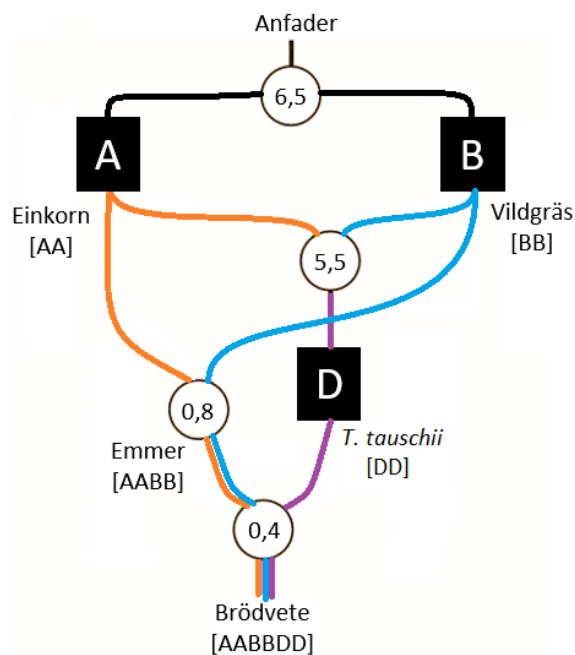 Anfader
6,5
A
B
Einkorn
[AA]
Vildgräs
[BB]
5,5
D
0,8
T. tauschii
[DD]
Emmer
[AABB]
0,4
Brödvete
[AABBDD]